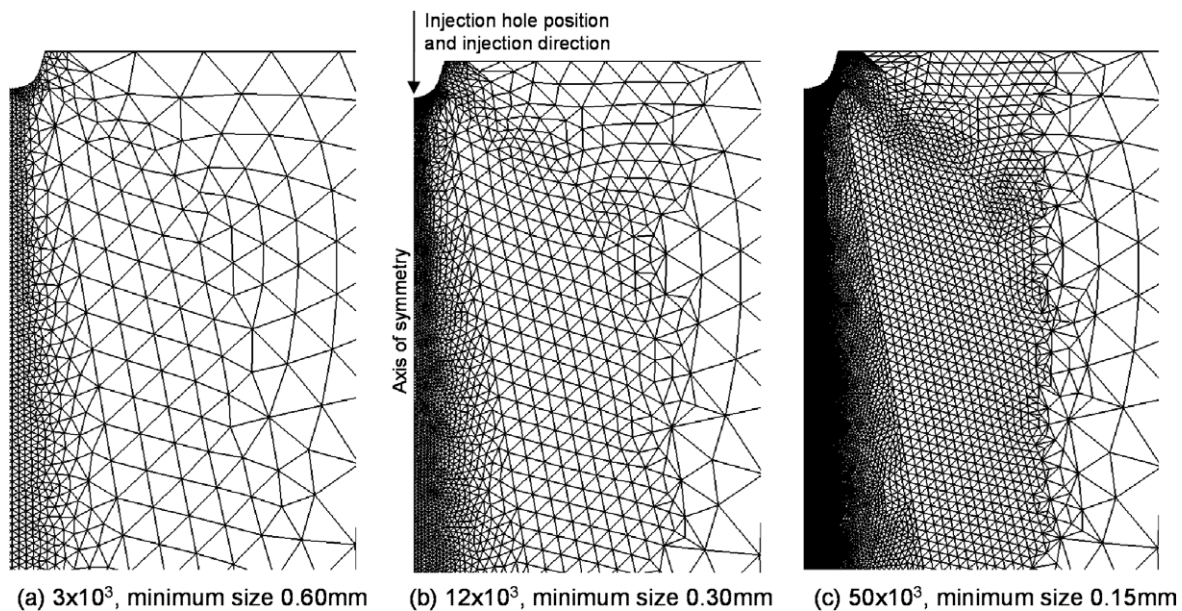 Injection hole position
and injection direction
Axis of symmetry
(a) 3x10³, minimum size 0.60mm
(b) 12x10³, minimum size 0.30mm
(c) 50x10³, minimum size 0.15mm